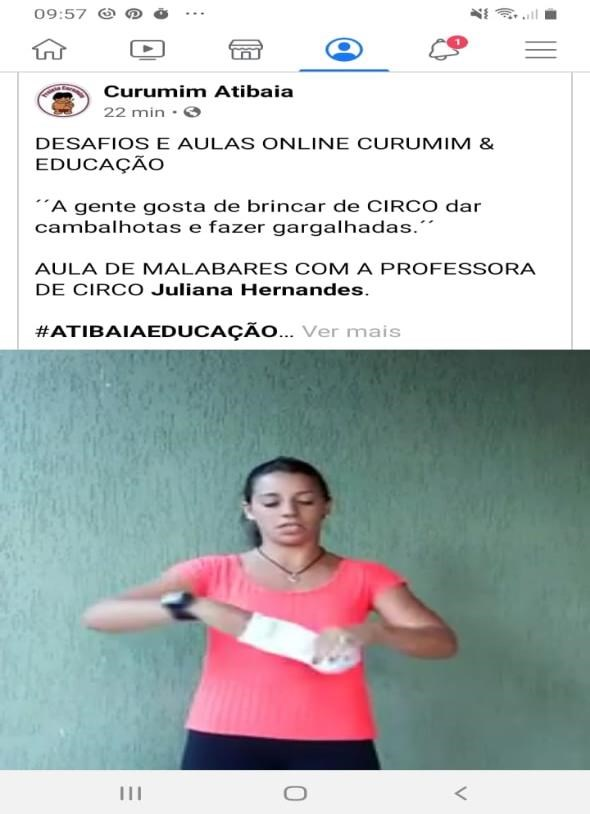 09:57
1
Curumim Atibaia
22 min
DESAFIOS E AULAS ONLINE CURUMIM &
EDUCAÇÃO
´´A gente gosta de brincar de CIRCO dar
cambalhotas e fazer gargalhadas.´´
AULA DE MALABARES COM A PROFESSORA
DE CIRCO Juliana Hernandes.
#ATIBAIAEDUCAÇÃO... Ver mais